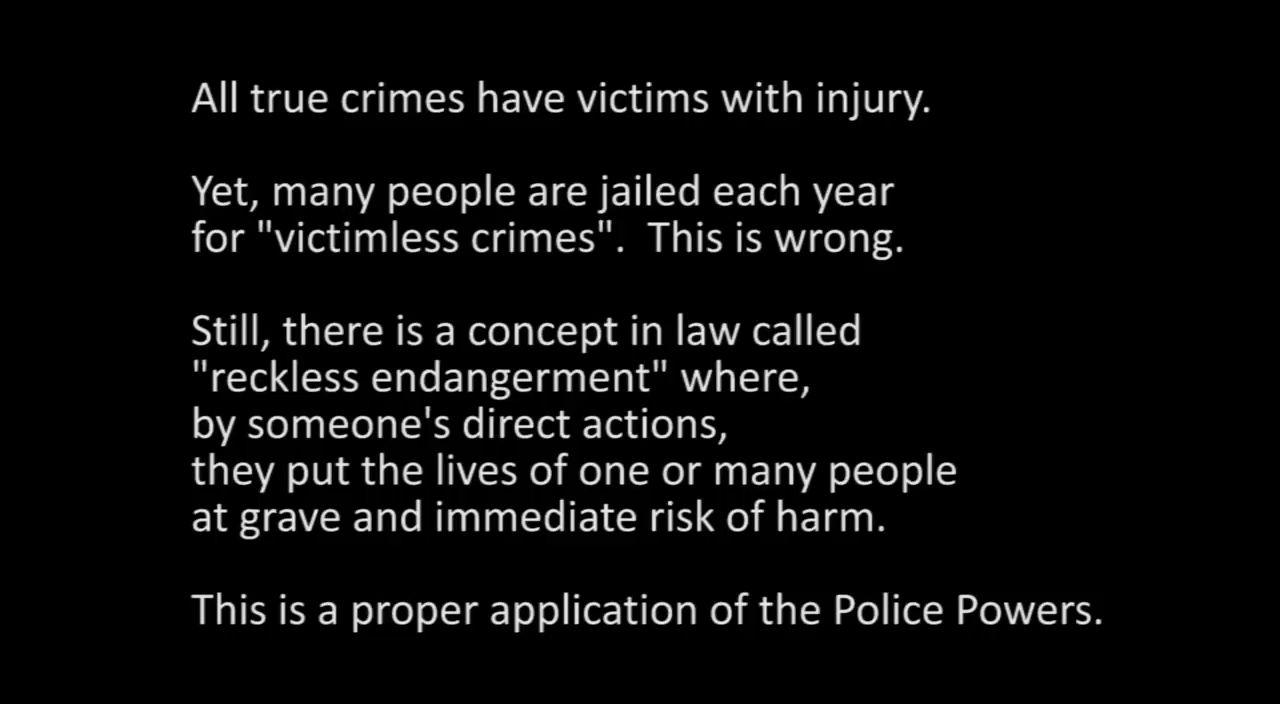 All true crimes have victims with injury.
Yet, many people are jailed each year
for "victimless crimes".  This is wrong.
Still, there is a concept in law called
"reckless endangerment" where,
by someone's direct actions,
they put the lives of one or many people
at grave and immediate risk of harm.
This is a proper application of the Police Powers.